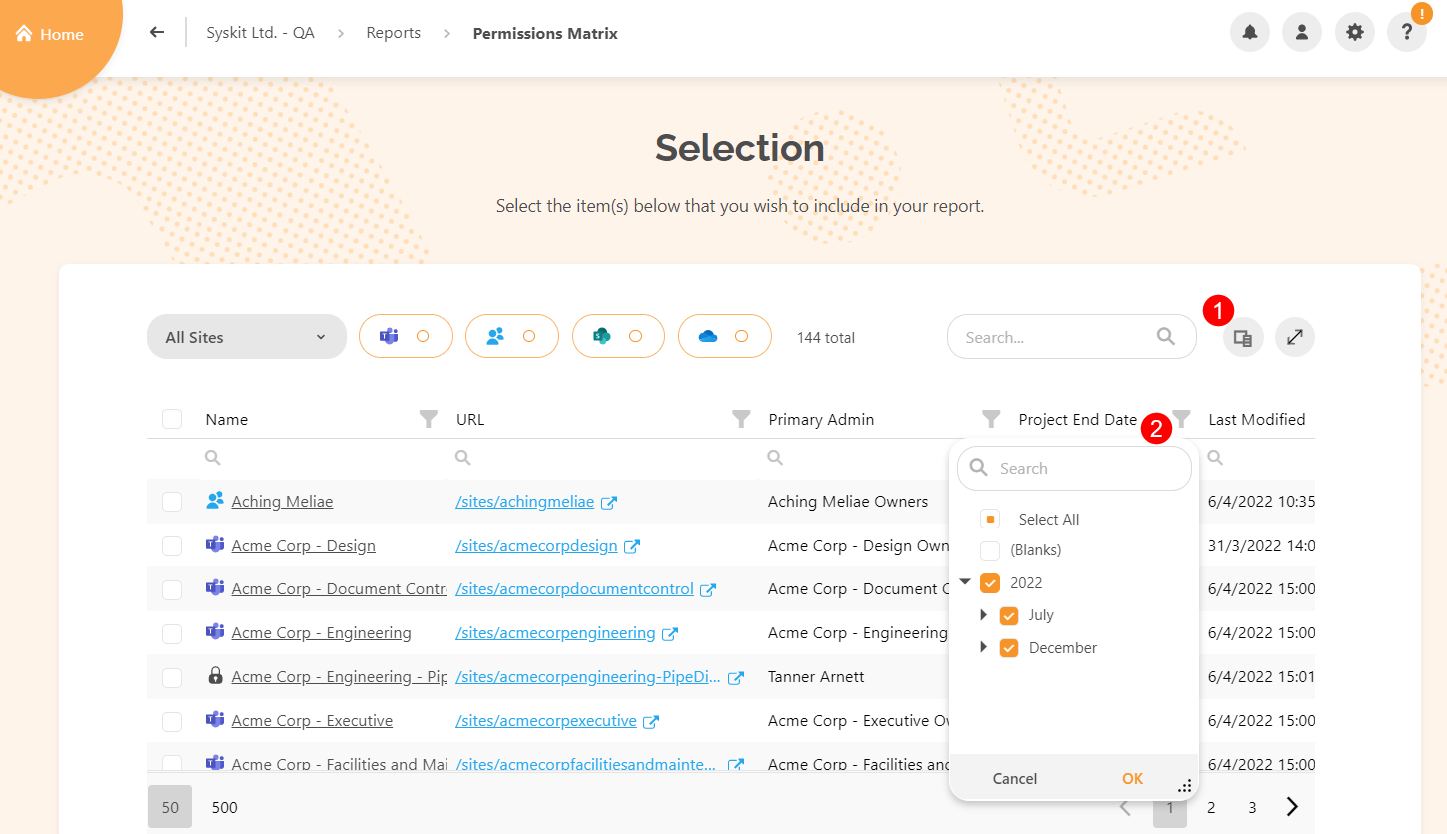 Home
Syskit Ltd. - QA > Reports > Permissions Matrix
!
?
Selection
Select the item(s) below that you wish to include in your report.
All Sites
144 total
Search...
1
Name URL Primary Admin Project End Date Last Modified
2
Search
Aching Meliae /sites/achingmeliae Aching Meliae Owners 6/4/2022 10:35
Select All
Acme Corp - Design /sites/acmecorpdesign Acme Corp - Design Own 31/3/2022 14:0
(Blanks)
Acme Corp - Document Contr /sites/acmecorpdocumentcontrol Acme Corp - Document C 6/4/2022 15:00
2022
July
Acme Corp - Engineering /sites/acmecorpengineering Acme Corp - Engineering 6/4/2022 15:00
December
Acme Corp - Engineering - Pip /sites/acmecorpengineering-PipeDi... Tanner Arnett 6/4/2022 15:01
Acme Corp - Executive /sites/acmecorpexecutive Acme Corp - Executive Ow 6/4/2022 15:00
Acme Corp - Facilities and Mai /sites/acmecorpfacilitiesandmainte... Acme Corp - Facilities and 6/4/2022 15:00
Cancel OK
50 500
1 2 3